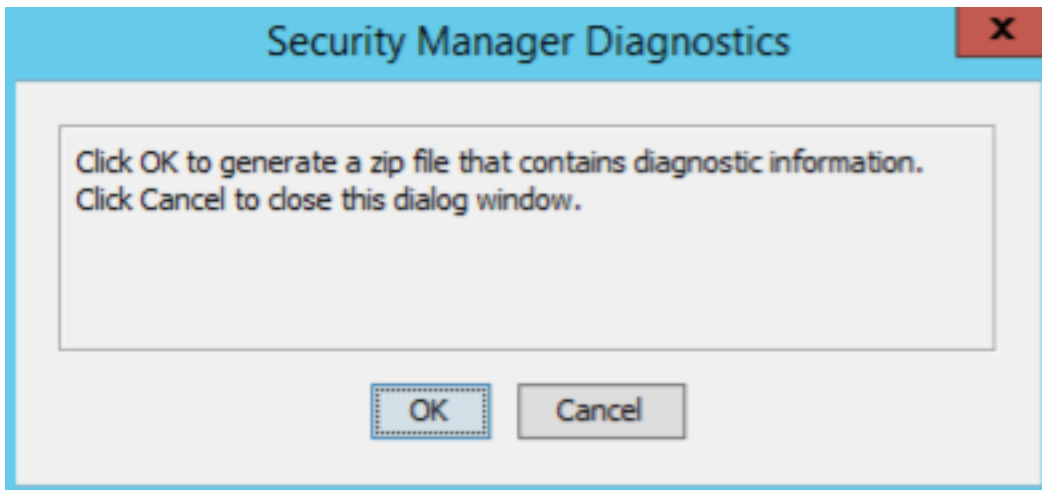 Security Manager Diagnostics
x
Click OK to generate a zip file that contains diagnostic information.
Click Cancel to close this dialog window.
OK
Cancel